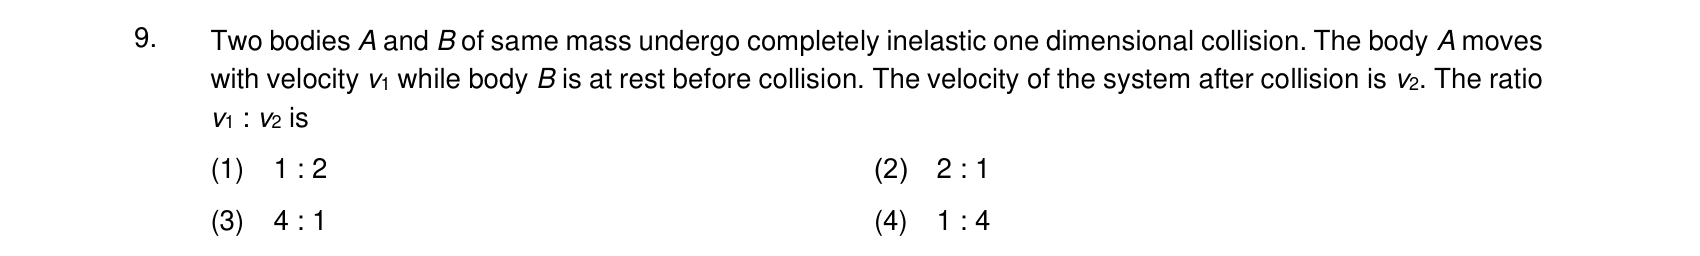 9. Two bodies A and B of same mass undergo completely inelastic one dimensional collision. The body A moves
with velocity v1 while body B is at rest before collision. The velocity of the system after collision is v2. The ratio
v1 : v2 is
(1) 1 : 2 (2) 2 : 1
(3) 4 : 1 (4) 1 : 4